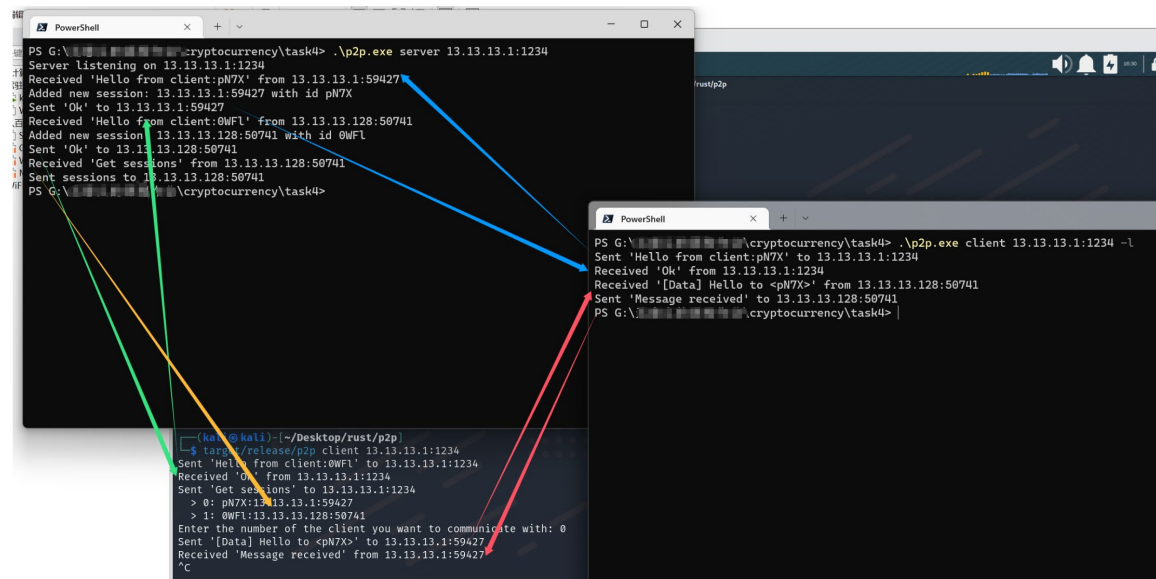 PowerShell
PS G:\ cryptocurrency\task4> .\p2p.exe server 13.13.13.1:1234
Server listening on 13.13.13.1:1234
Received 'Hello from client:pN7X' from 13.13.13.1:59427
Added new session: 13.13.13.1:59427 with id pN7X
Sent 'Ok' to 13.13.13.1:59427
Received 'Hello from client:0WFl' from 13.13.13.128:50741
Added new session: 13.13.13.128:50741 with id 0WFl
Sent 'Ok' to 13.13.13.128:50741
Received 'Get sessions' from 13.13.13.128:50741
Sent sessions to 13.13.13.128:50741
PS G:\ \cryptocurrency\task4>
rust/p2p
PowerShell
PS G:\ \cryptocurrency\task4> .\p2p.exe client 13.13.13.1:1234 -l
Sent 'Hello from client:pN7X' to 13.13.13.1:1234
Received 'Ok' from 13.13.13.1:1234
Received '[Data] Hello to <pN7X>' from 13.13.13.128:50741
Sent 'Message received' to 13.13.13.128:50741
PS G:\ \cryptocurrency\task4>
(kali㉿kali)-[~/Desktop/rust/p2p]
$ target/release/p2p client 13.13.13.1:1234
Sent 'Hello from client:0WFl' to 13.13.13.1:1234
Received 'Ok' from 13.13.13.1:1234
Sent 'Get sessions' to 13.13.13.1:1234
> 0: pN7X:13.13.13.1:59427
> 1: 0WFl:13.13.13.128:50741
Enter the number of the client you want to communicate with: 0
Sent '[Data] Hello to <pN7X>' to 13.13.13.1:59427
Received 'Message received' from 13.13.13.1:59427
^C